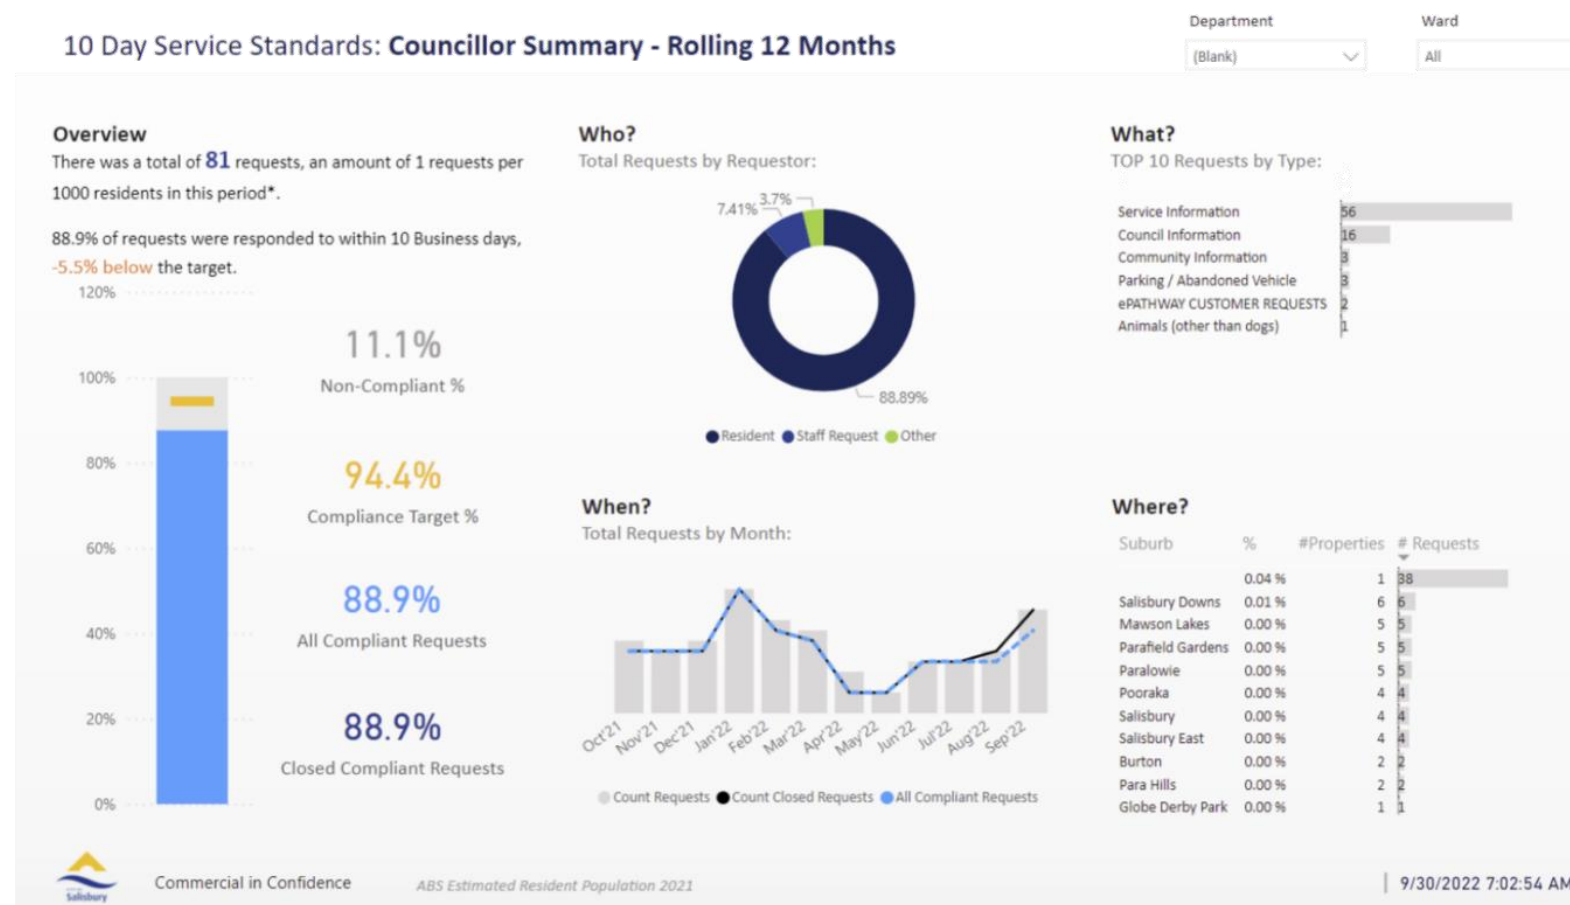 10 Day Service Standards: Councillor Summary - Rolling 12 Months
Department
Ward
(Blank)
All
Overview
There was a total of 81 requests, an amount of 1 requests per
1000 residents in this period*.
88.9% of requests were responded to within 10 Business days,
-5.5% below the target.
120%
100%
80%
60%
40%
20%
0%
11.1%
Non-Compliant %
94.4%
Compliance Target %
88.9%
All Compliant Requests
88.9%
Closed Compliant Requests
Who?
Total Requests by Requestor:
7.41%
3.7%
88.89%
Resident Staff Request Other
When?
Total Requests by Month:
Oct'21 Nov'21 Dec'21 Jan'22 Feb'22 Mar'22 Apr'22 May'22 Jun'22 Jul'22 Aug'22 Sep'22
Count Requests Count Closed Requests All Compliant Requests
What?
TOP 10 Requests by Type:
Service Information 56
Council Information 16
Community Information 3
Parking / Abandoned Vehicle 3
ePATHWAY CUSTOMER REQUESTS 2
Animals (other than dogs) 1
Where?
Suburb % #Properties # Requests
0.04 % 1 38
Salisbury Downs 0.01 % 6 6
Mawson Lakes 0.00 % 5 5
Parafield Gardens 0.00 % 5 5
Paralowie 0.00 % 5 5
Pooraka 0.00 % 4 4
Salisbury 0.00 % 4 4
Salisbury East 0.00 % 4 4
Burton 0.00 % 2 2
Para Hills 0.00 % 2 2
Globe Derby Park 0.00 % 1 1
Salisbury
Commercial in Confidence
ABS Estimated Resident Population 2021
9/30/2022 7:02:54 AM